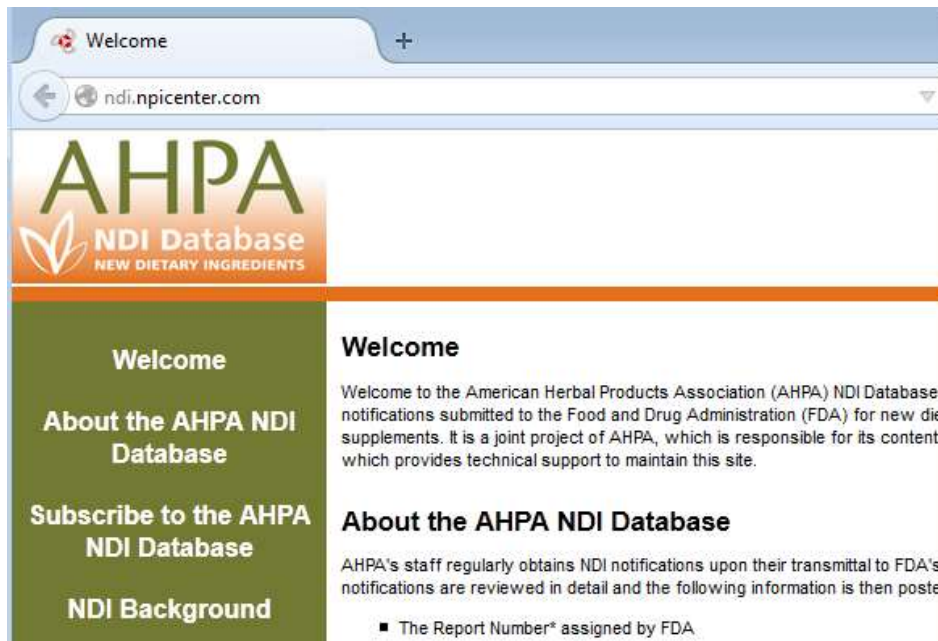 Welcome
+
ndi.npicenter.com
AHPA
NDI Database
NEW DIETARY INGREDIENTS
Welcome
About the AHPA NDI
Database
Subscribe to the AHPA
NDI Database
NDI Background
Welcome
Welcome to the American Herbal Products Association (AHPA) NDI Database
notifications submitted to the Food and Drug Administration (FDA) for new die
supplements. It is a joint project of AHPA, which is responsible for its content
which provides technical support to maintain this site.
About the AHPA NDI Database
AHPA's staff regularly obtains NDI notifications upon their transmittal to FDA's
notifications are reviewed in detail and the following information is then poste
■ The Report Number* assigned by FDA